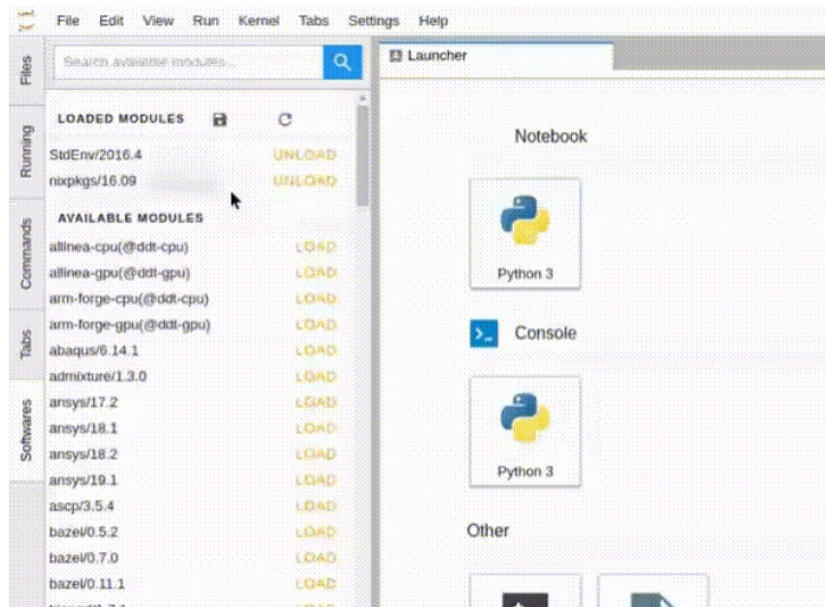 File Edit View Run Kernel Tabs Settings Help
Files
Running
Commands
Tabs
Softwares
Search available modules...
LOADED MODULES
StdEnv/2016.4 UNLOAD
nixpkgs/16.09 UNLOAD
AVAILABLE MODULES
allinea-cpu(@ddt-cpu) LOAD
allinea-gpu(@ddt-gpu) LOAD
arm-forge-cpu(@ddt-cpu) LOAD
arm-forge-gpu(@ddt-gpu) LOAD
abaqus/6.14.1 LOAD
admixture/1.3.0 LOAD
ansys/17.2 LOAD
ansys/18.1 LOAD
ansys/18.2 LOAD
ansys/19.1 LOAD
ascp/3.5.4 LOAD
bazel/0.5.2 LOAD
bazel/0.7.0 LOAD
bazel/0.11.1 LOAD
Launcher
Notebook
Python 3
Console
Python 3
Other